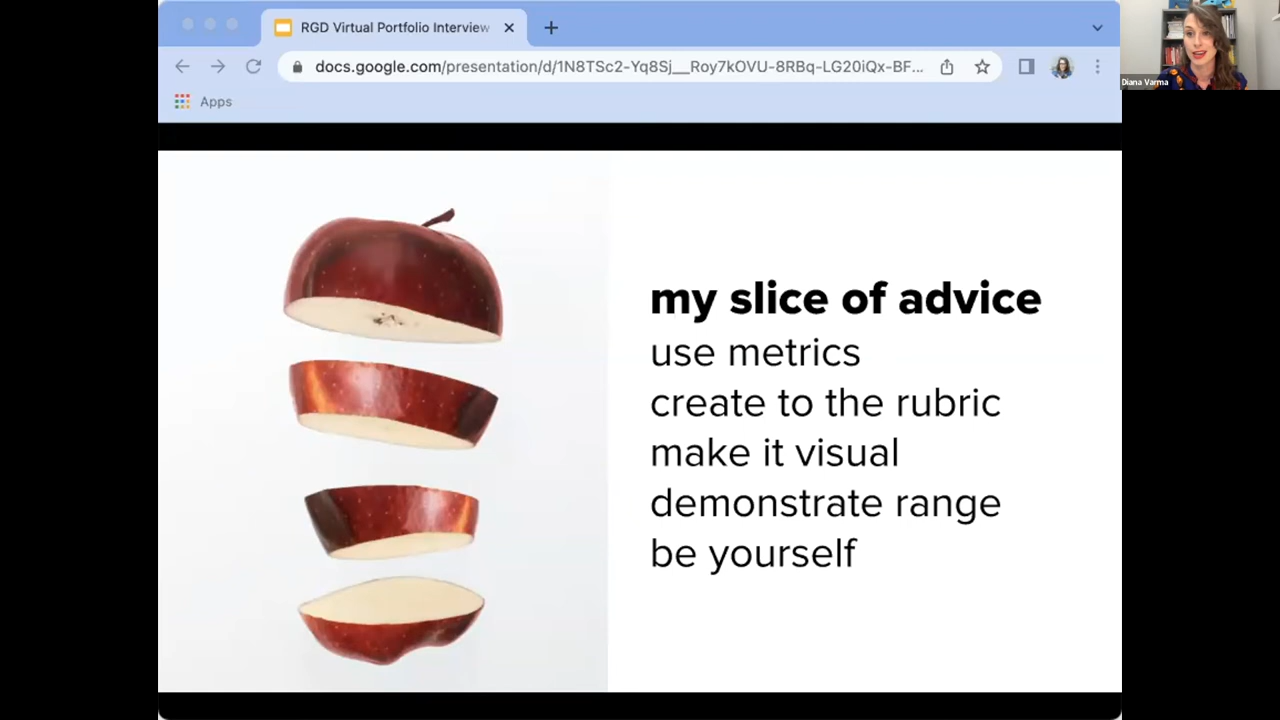 RGD Virtual Portfolio Interview
docs.google.com/presentation/d/1N8TSc2-Yq8Sj__Roy7kOVU-8RBq-LG20iQx-BF...
Apps
Diana Varma
my slice of advice
use metrics
create to the rubric
make it visual
demonstrate range
be yourself